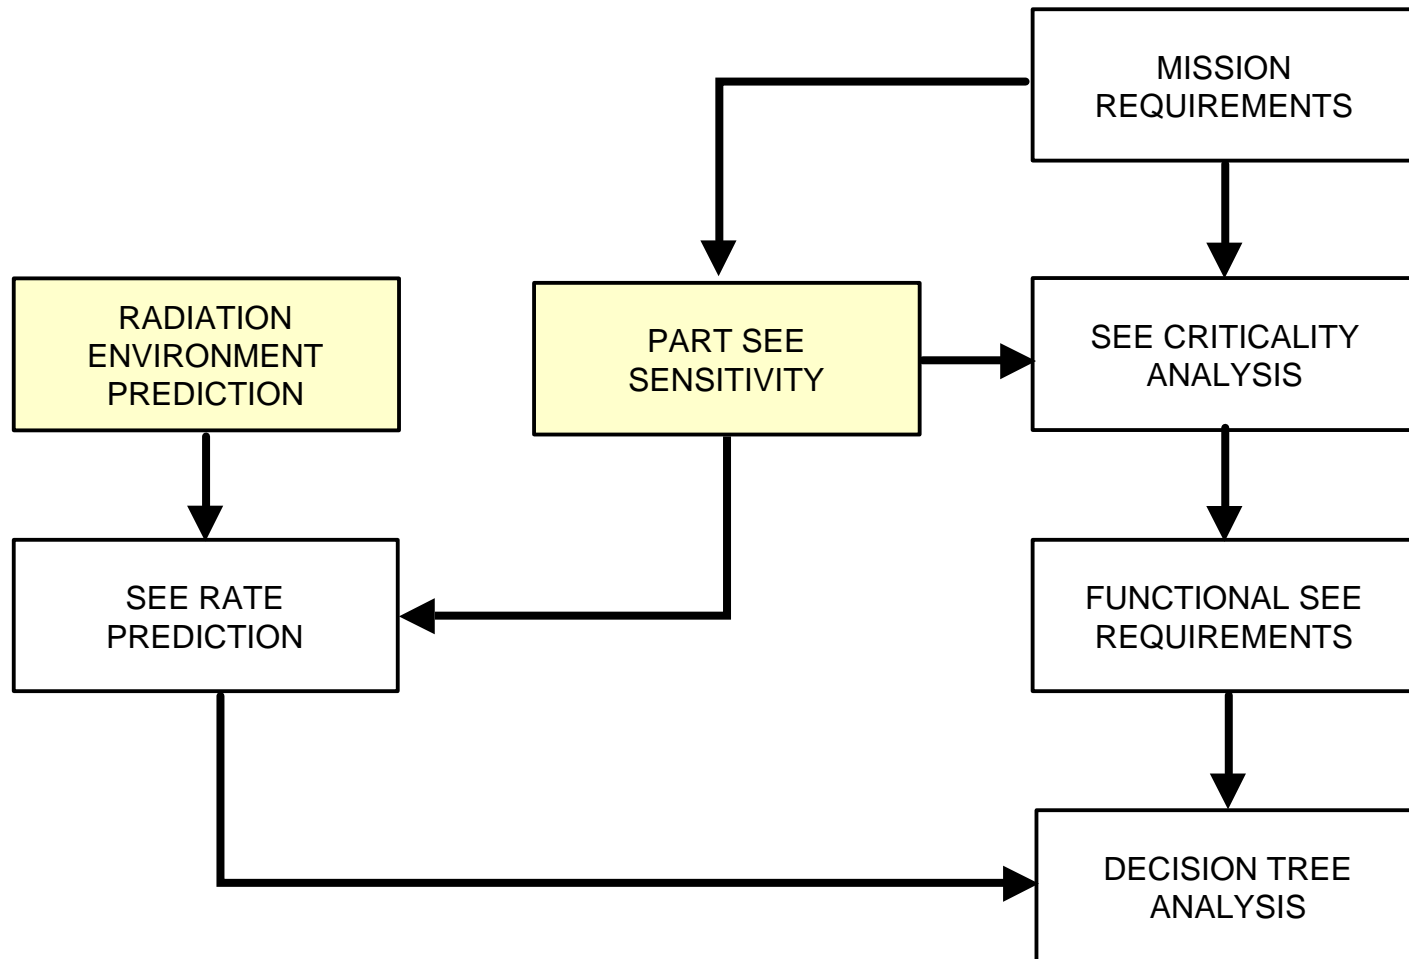 MISSION
REQUIREMENTS
RADIATION
ENVIRONMENT
PREDICTION
PART SEE
SENSITIVITY
SEE CRITICALITY
ANALYSIS
SEE RATE
PREDICTION
FUNCTIONAL SEE
REQUIREMENTS
DECISION TREE
ANALYSIS